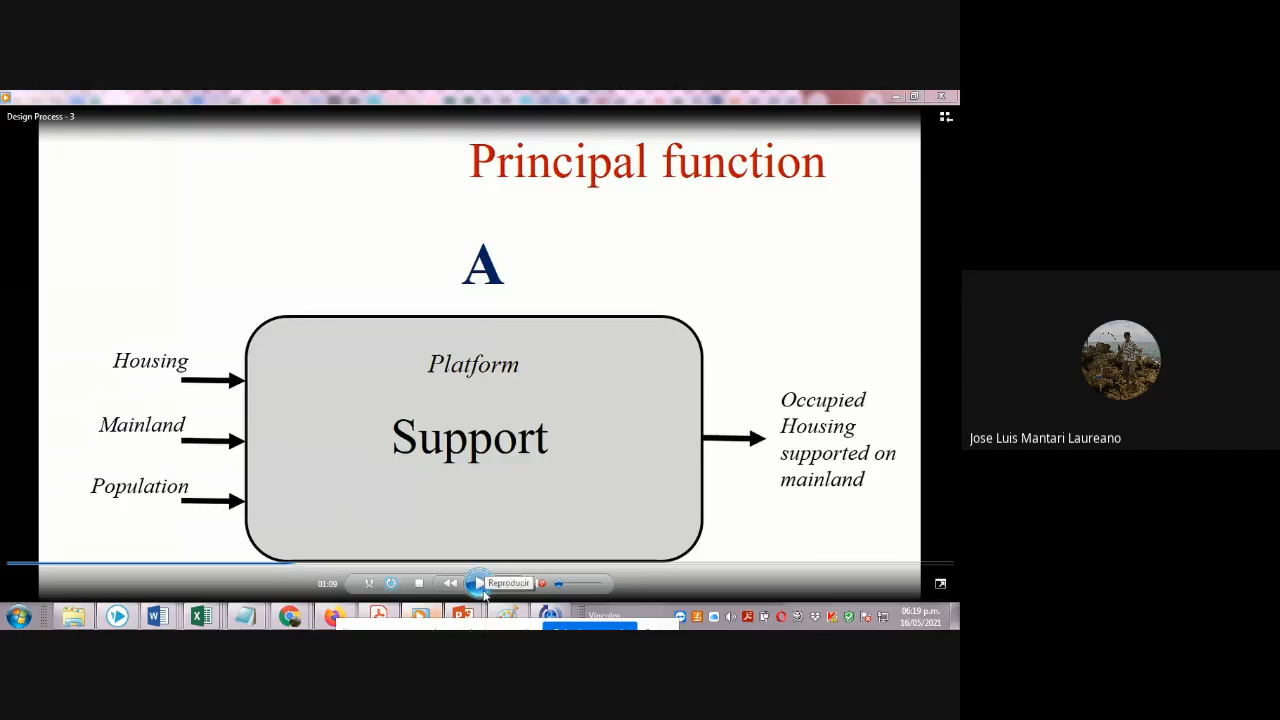 Design Process - 3
Principal function
A
Housing
Mainland
Population
Platform
Support
Occupied
Housing
supported on
mainland
Jose Luis Mantari Laureano
01:09
Reproducir
Vínculos
06:19 p.m.
16/05/2021